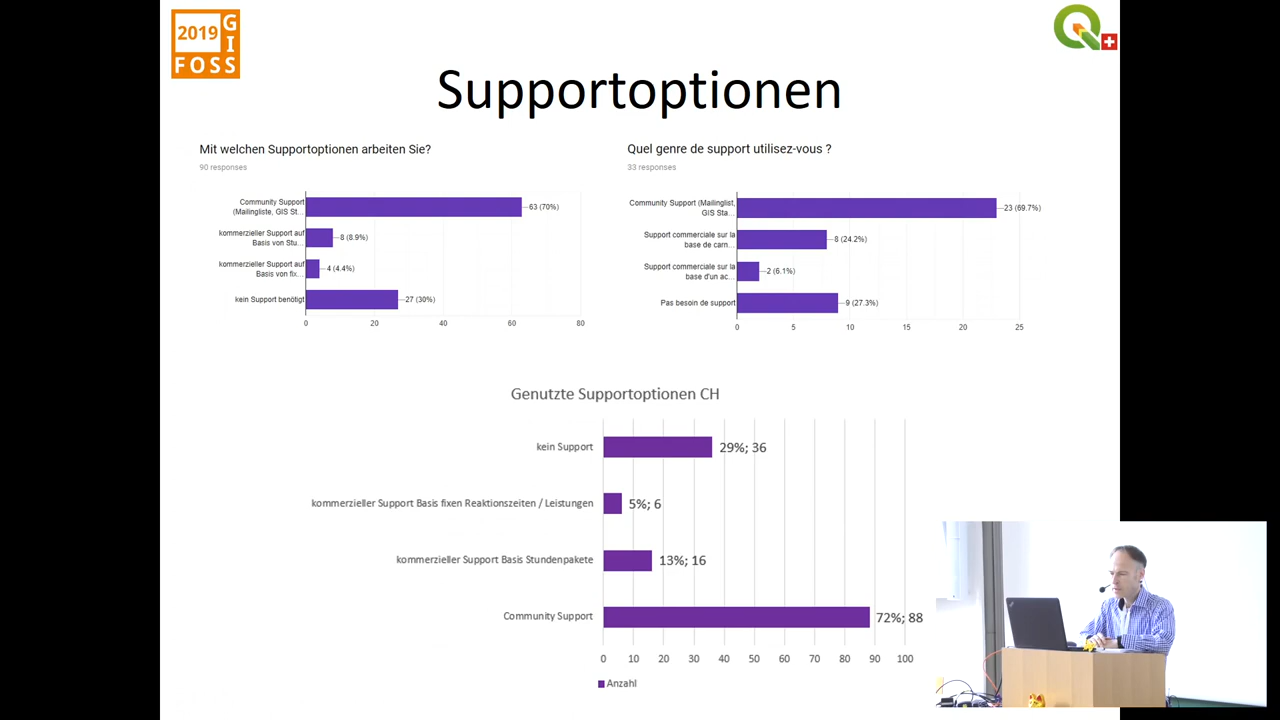 2019
G
I
FOSS
Supportoptionen
Mit welchen Supportoptionen arbeiten Sie?
90 responses
Community Support
(Mailingliste, GIS St...
63 (70%)
kommerzieller Support auf
Basis von Stu...
8 (8.9%)
kommerzieller Support auf
Basis von fix...
4 (4.4%)
kein Support benötigt
27 (30%)
0 20 40 60 80
Quel genre de support utilisez-vous ?
33 responses
Community Support (Mailinglist,
GIS Sta...
23 (69.7%)
Support commerciale sur la
base de carn...
8 (24.2%)
Support commerciale sur la
base d'un ac...
2 (6.1%)
Pas besoin de support
9 (27.3%)
0 5 10 15 20 25
Genutzte Supportoptionen CH
kein Support 29%; 36
kommerzieller Support Basis fixen Reaktionszeiten / Leistungen 5%; 6
kommerzieller Support Basis Stundenpakete 13%; 16
Community Support 72%; 88
0 10 20 30 40 50 60 70 80 90 100
Anzahl